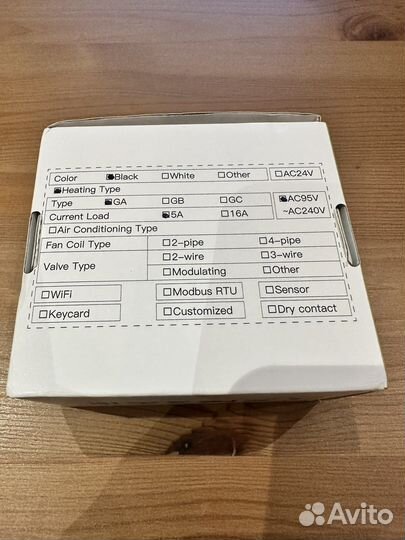 Color Black White Other AC24V
Heating Type
Type GA GB GC AC95V
Current Load 5A 16A ~AC240V
Air Conditioning Type
Fan Coil Type 2-pipe 4-pipe
2-wire 3-wire
Valve Type
Modulating Other
WiFi Modbus RTU Sensor
Keycard Customized Dry contact
Avito